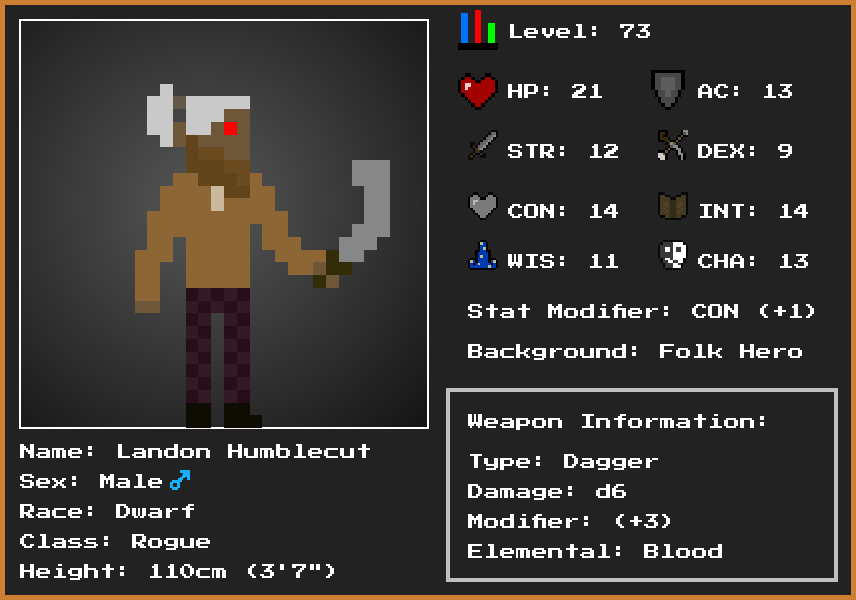 Level: 73
HP: 21
AC: 13
STR: 12
DEX: 9
CON: 14
INT: 14
WIS: 11
CHA: 13
Stat Modifier: CON (+1)
Background: Folk Hero
Weapon Information:
Type: Dagger
Damage: d6
Modifier: (+3)
Elemental: Blood
Name: Landon Humblecut
Sex: Male ♂
Race: Dwarf
Class: Rogue
Height: 110cm (3'7")